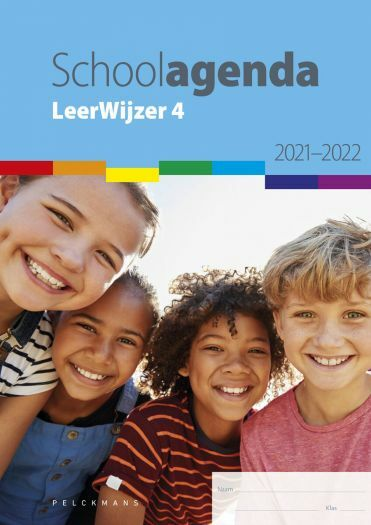 Schoolagenda
LeerWijzer 4
2021–2022
Naam
Klas
PELCKMANS